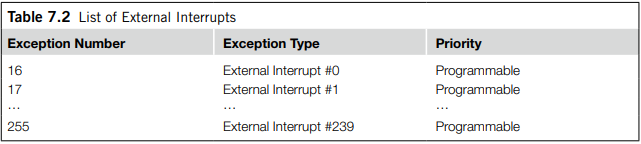 Table 7.2 List of External Interrupts
Exception Number Exception Type Priority
16 External Interrupt #0 Programmable
17 External Interrupt #1 Programmable
… … …
255 External Interrupt #239 Programmable